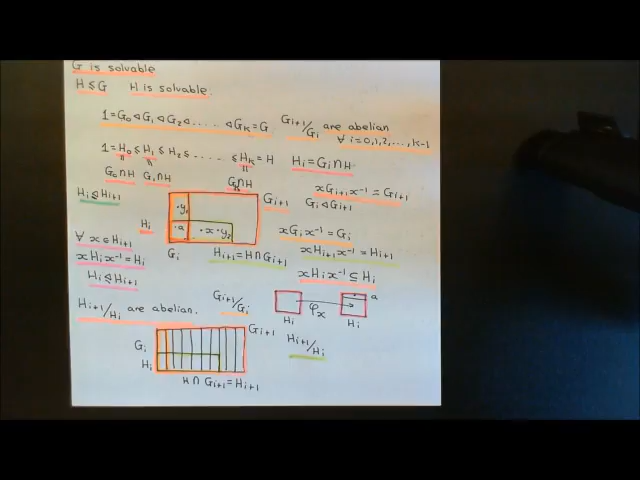 G is solvable
H ≤ G H is solvable.
1 = G₀ ◁ G₁ ◁ G₂ ◁ ..... ◁ Gₖ = G Gᵢ₊₁/Gᵢ are abelian ∀ i = 0,1,2,...,k-1
1 = H₀ ≤ H₁ ≤ H₂ ≤ ..... ≤ Hₖ = H Hᵢ = Gᵢ ∩ H
G₀∩H G₁∩H Gₖ∩H
xGᵢ₊₁x⁻¹ = Gᵢ₊₁
Gᵢ ◁ Gᵢ₊₁
Hᵢ ⊴ Hᵢ₊₁
Gᵢ₊₁
·y₁
Hᵢ ·a ·x ·y₂
Gᵢ Hᵢ₊₁ = H∩Gᵢ₊₁
xGᵢx⁻¹ = Gᵢ
xHᵢ₊₁x⁻¹ = Hᵢ₊₁
xHᵢx⁻¹ ⊆ Hᵢ
∀ x ∈ Hᵢ₊₁
xHᵢx⁻¹ = Hᵢ
Hᵢ ⊴ Hᵢ₊₁
a
φₓ
Hᵢ Hᵢ
Hᵢ₊₁/Hᵢ are abelian. Gᵢ₊₁/Gᵢ
Gᵢ₊₁ Hᵢ₊₁/Hᵢ
Gᵢ
Hᵢ
H ∩ Gᵢ₊₁ = Hᵢ₊₁